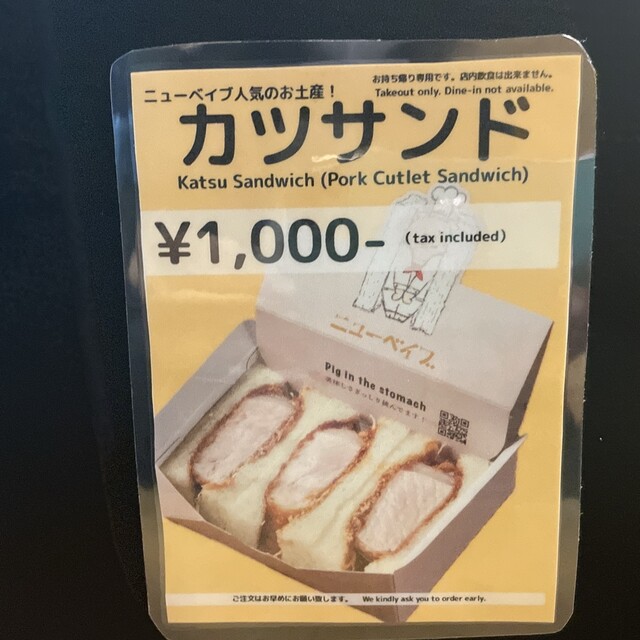 お持ち帰り専用です。店内飲食は出来ません。
ニューベイブ人気のお土産！
Takeout only. Dine-in not available.
カツサンド
Katsu Sandwich (Pork Cutlet Sandwich)
¥1,000- (tax included)
ニューベイブ
Pig in the stomach
ご注文はお早めにお願い致します。 We kindly ask you to order early.